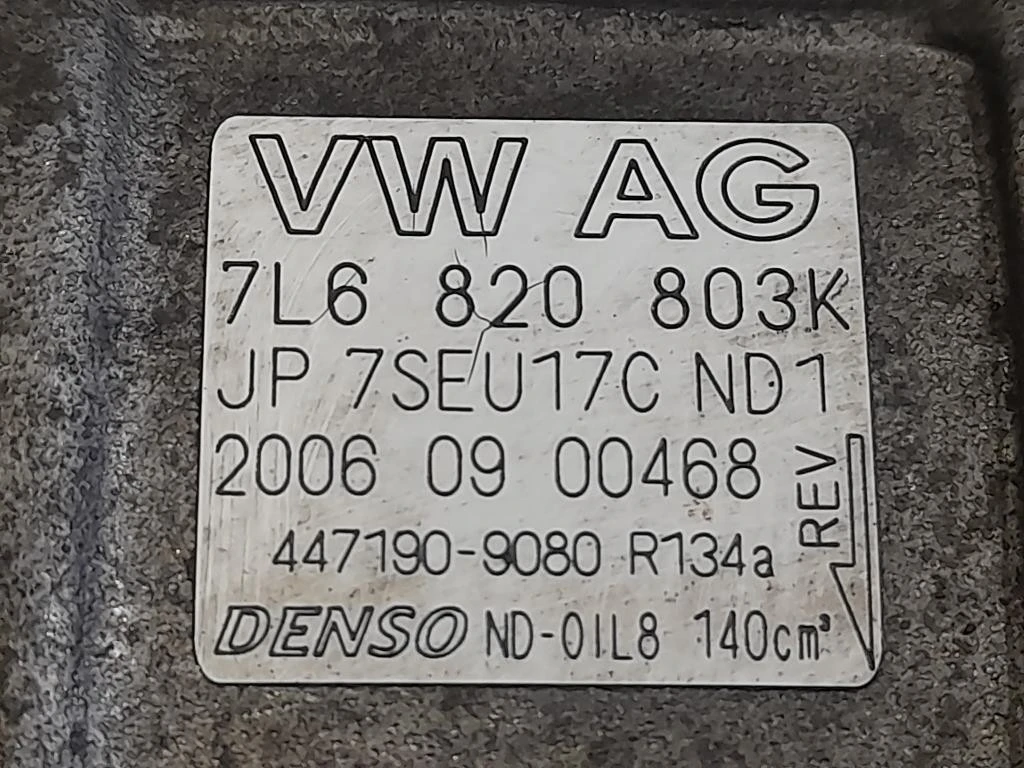 VW AG
7L6 820 803K
JP 7SEU17C ND1
2006 09 00468
REV
447190-9080 R134a
DENSO ND-OIL8 140cm³